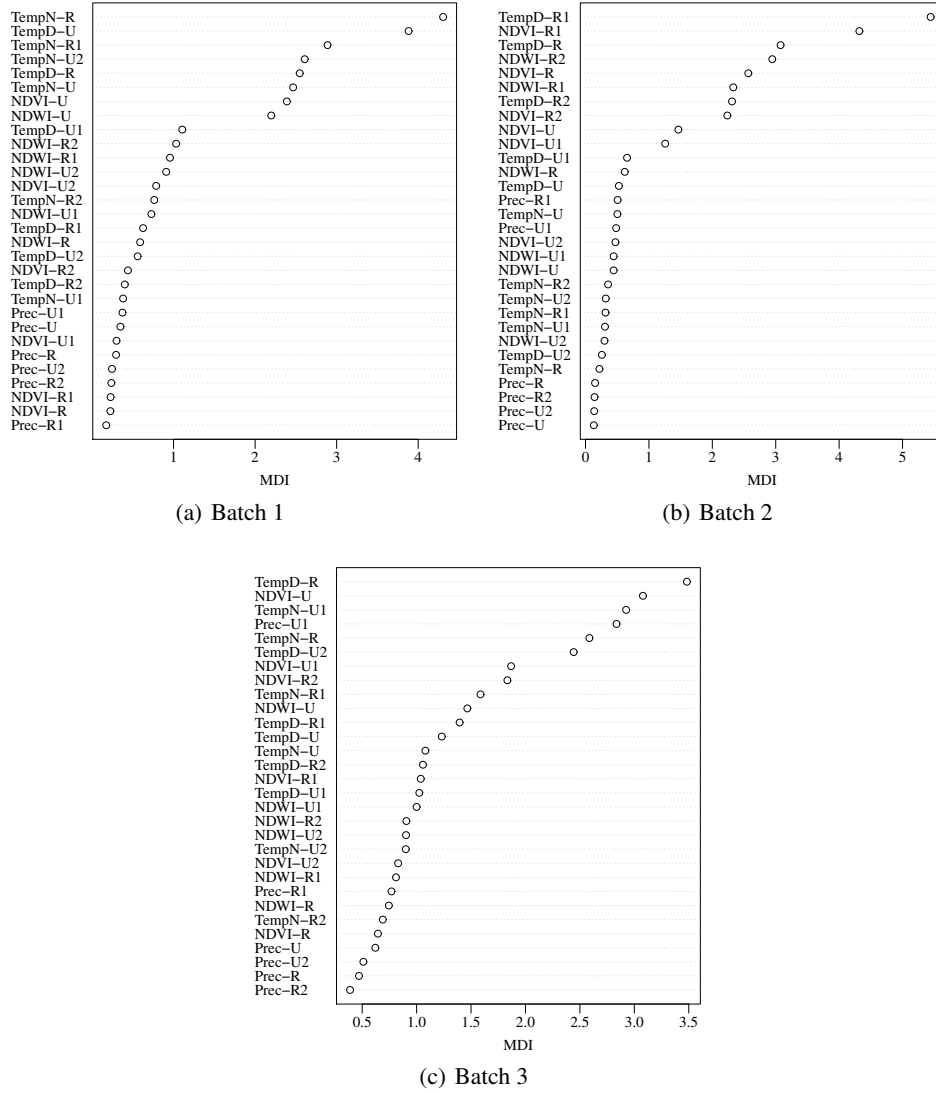 TempN−R
TempD−U
TempN−R1
TempN−U2
TempD−R
TempN−U
NDVI−U
NDWI−U
TempD−U1
NDWI−R2
NDWI−R1
NDWI−U2
NDVI−U2
TempN−R2
NDWI−U1
TempD−R1
NDWI−R
TempD−U2
NDVI−R2
TempD−R2
TempN−U1
Prec−U1
Prec−U
NDVI−U1
Prec−R
Prec−U2
Prec−R2
NDVI−R1
NDVI−R
Prec−R1
1 2 3 4
MDI
(a) Batch 1
TempD−R1
NDVI−R1
TempD−R
NDWI−R2
NDVI−R
NDWI−R1
TempD−R2
NDVI−R2
NDVI−U
NDVI−U1
TempD−U1
NDWI−R
TempD−U
Prec−R1
TempN−U
Prec−U1
NDVI−U2
NDWI−U1
NDWI−U
TempN−R2
TempN−U2
TempN−R1
TempN−U1
NDWI−U2
TempD−U2
TempN−R
Prec−R
Prec−R2
Prec−U2
Prec−U
0 1 2 3 4 5
MDI
(b) Batch 2
TempD−R
NDVI−U
TempN−U1
Prec−U1
TempN−R
TempD−U2
NDVI−U1
NDVI−R2
TempN−R1
NDWI−U
TempD−R1
TempD−U
TempN−U
TempD−R2
NDVI−R1
TempD−U1
NDWI−U1
NDWI−R2
NDWI−U2
TempN−U2
NDVI−U2
NDWI−R1
Prec−R1
NDWI−R
TempN−R2
NDVI−R
Prec−U
Prec−U2
Prec−R
Prec−R2
0.5 1.0 1.5 2.0 2.5 3.0 3.5
MDI
(c) Batch 3